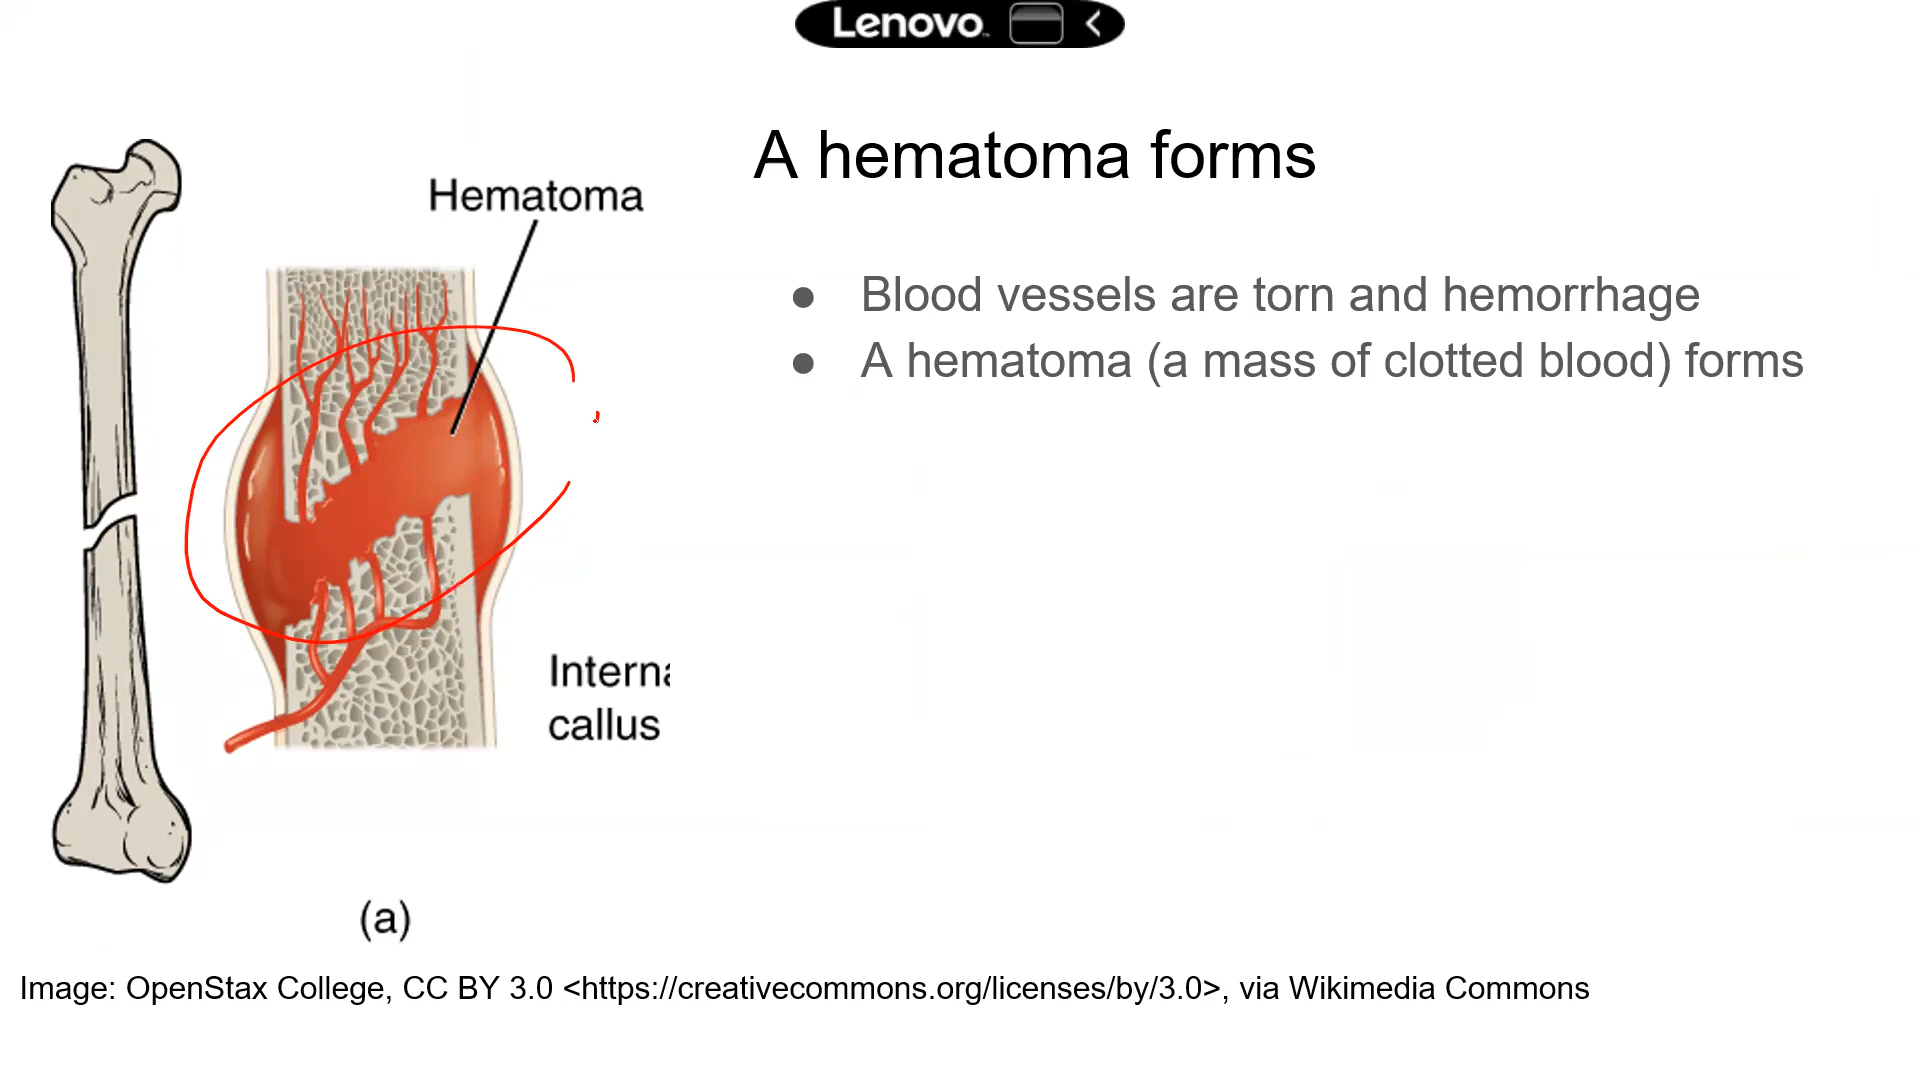 Lenovo
A hematoma forms
Hematoma
● Blood vessels are torn and hemorrhage
● A hematoma (a mass of clotted blood) forms
callus
(a)
Image: OpenStax College, CC BY 3.0 <https://creativecommons.org/licenses/by/3.0>, via Wikimedia Commons